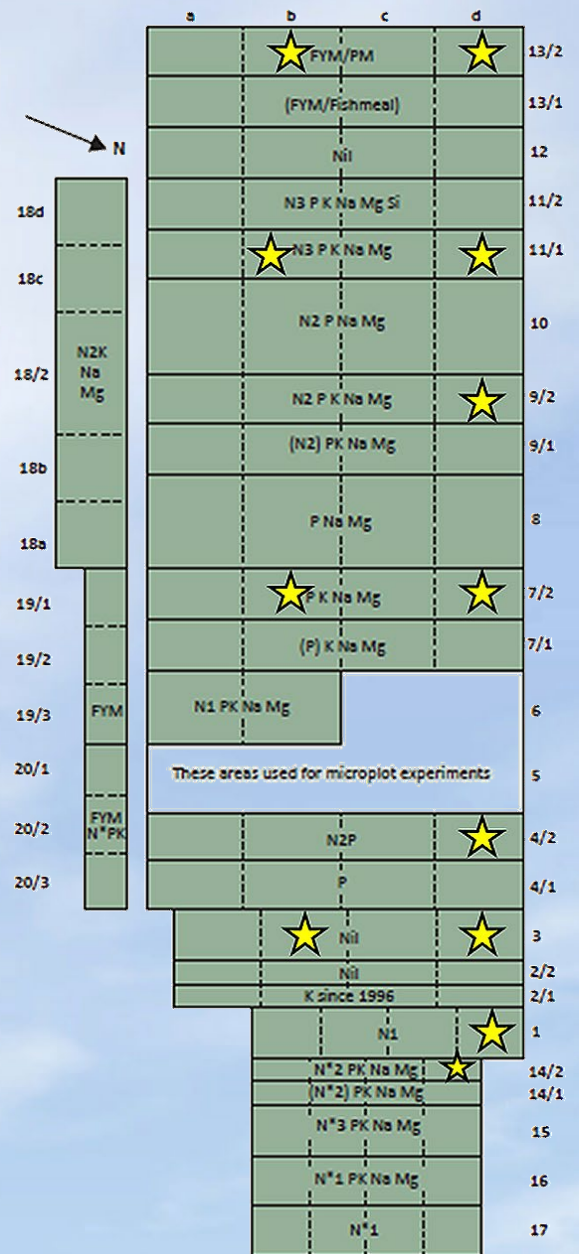 a b c d
FYM/PM 13/2
(FYM/Fishmeal) 13/1
N
Nil 12
18d N3 P K Na Mg Si 11/2
18c N3 P K Na Mg 11/1
N2 P Na Mg 10
18/2 N2K
Na
Mg
N2 P K Na Mg 9/2
(N2) PK Na Mg 9/1
18b
P Na Mg 8
18a
19/1 P K Na Mg 7/2
19/2 (P) K Na Mg 7/1
19/3 FYM N1 PK Na Mg 6
20/1 These areas used for microplot experiments 5
20/2 FYM
N*PK
N2P 4/2
20/3 P 4/1
Nil 3
Nil 2/2
K since 1996 2/1
N1 1
N*2 PK Na Mg 14/2
(N*2) PK Na Mg 14/1
N*3 PK Na Mg 15
N*1 PK Na Mg 16
N*1 17